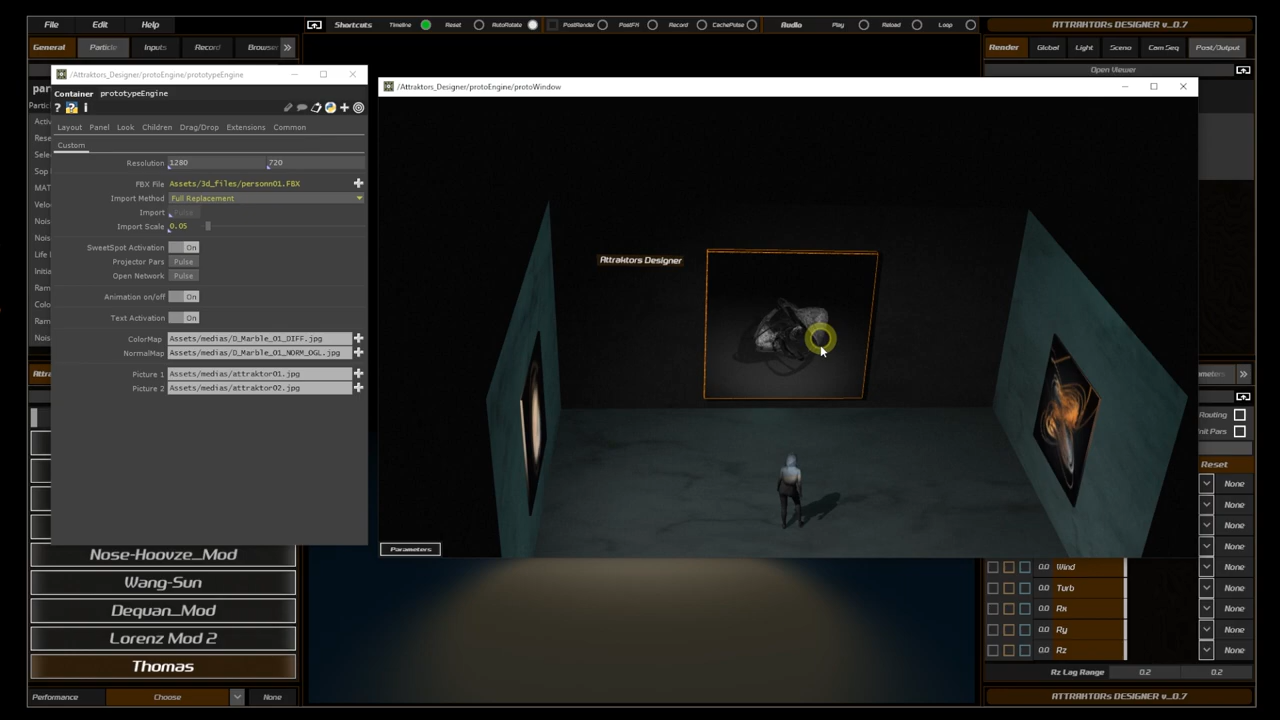 File Edit Help
Shortcuts Timeline Reset AutoRotate PostRender PostFX Record CachePulse Audio Play Reload Loop
ATTRAKTORs DESIGNER v_0.7
General Particle Inputs Record Browser
Render Global Light Scena Cam Seq Post/Output
Open Viewer
/Attraktors_Designer/protoEngine/prototypeEngine
Container prototypeEngine
Layout Panel Look Children Drag/Drop Extensions Common
Custom
Resolution 1280 720
FBX File Assets/3d_files/personn01.FBX
Import Method Full Replacement
Import Pulse
Import Scale 0.05
SweetSpot Activation On
Projector Pars Pulse
Open Network Pulse
Animation on/off On
Text Activation On
ColorMap Assets/medias/D_Marble_01_DIFF.jpg
NormalMap Assets/medias/D_Marble_01_NORM_OGL.jpg
Picture 1 Assets/medias/attraktor01.jpg
Picture 2 Assets/medias/attraktor02.jpg
/Attraktors_Designer/protoEngine/protoWindow
Attraktors Designer
Parameters
Nose-Hoovze_Mod
Wang-Sun
Dequan_Mod
Lorenz Mod 2
Thomas
Performance Choose None
Routing
Reset
None
None
None
None
0.0 Wind None
0.0 Turb None
0.0 Rx None
0.0 Ry None
0.0 Rz None
Rz Lag Range 0.2 0.2
ATTRAKTORs DESIGNER v_0.7